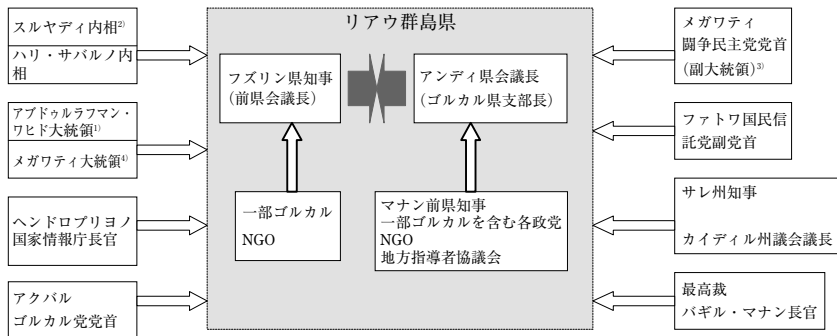 リアウ群島県
スルヤディ内相2)
ハリ・サバルノ内
相
アブドゥルラフマン・
ワヒド大統領1)
メガワティ大統領4)
ヘンドロプリヨノ
国家情報庁長官
アクバル
ゴルカル党党首
フズリン県知事
(前県会議長)
アンディ県会議長
(ゴルカル県支部長)
一部ゴルカル
NGO
マナン前県知事
一部ゴルカルを含む各政党
NGO
地方指導者協議会
メガワティ
闘争民主党党首
(副大統領)3)
ファトワ国民信
託党副党首
サレ州知事
カイディル州議会議長
最高裁
バギル・マナン長官